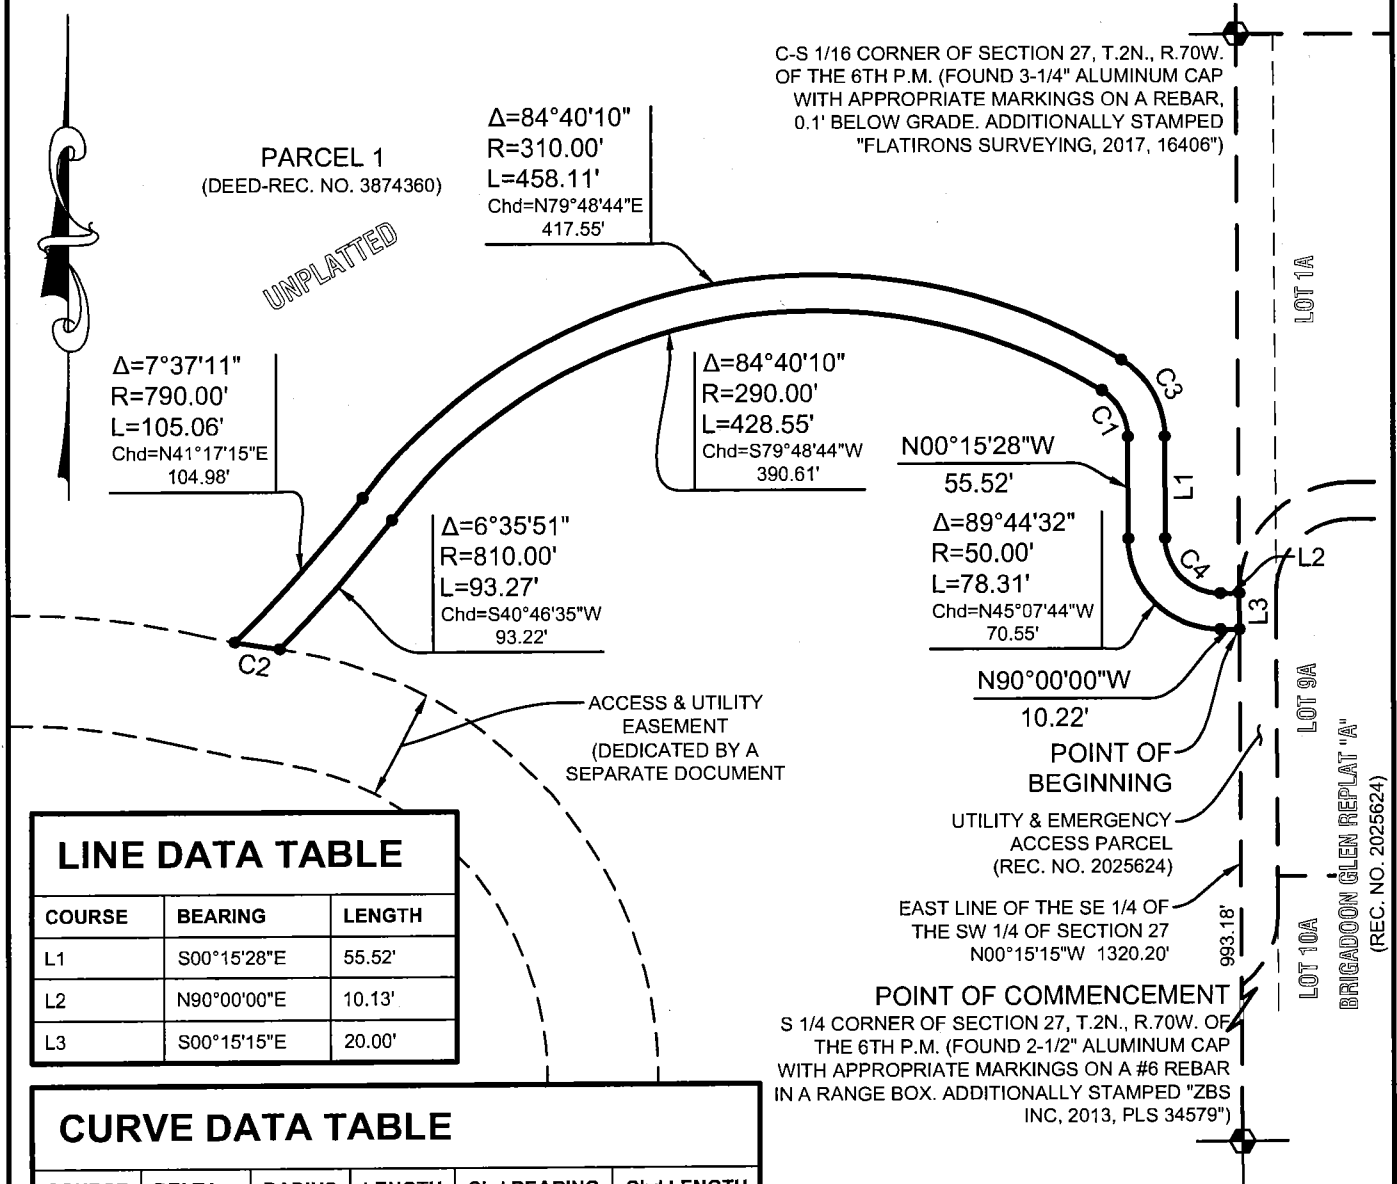 C-S 1/16 CORNER OF SECTION 27, T.2N., R.70W.
OF THE 6TH P.M. (FOUND 3-1/4" ALUMINUM CAP
WITH APPROPRIATE MARKINGS ON A REBAR,
0.1' BELOW GRADE. ADDITIONALLY STAMPED
"FLATIRONS SURVEYING, 2017, 16406")
PARCEL 1
(DEED-REC. NO. 3874360)
UNPLATTED
Δ=84°40'10"
R=310.00'
L=458.11'
Chd=N79°48'44"E
417.55'
LOT 1A
Δ=7°37'11"
R=790.00'
L=105.06'
Chd=N41°17'15"E
104.98'
Δ=84°40'10"
R=290.00'
L=428.55'
Chd=S79°48'44"W
390.61'
C3
C1
N00°15'28"W
55.52'
L1
Δ=6°35'51"
R=810.00'
L=93.27'
Chd=S40°46'35"W
93.22'
Δ=89°44'32"
R=50.00'
L=78.31'
Chd=N45°07'44"W
70.55'
C4
L2
L3
C2
N90°00'00"W
10.22'
ACCESS & UTILITY
EASEMENT
(DEDICATED BY A
SEPARATE DOCUMENT
POINT OF
BEGINNING
LOT 9A
UTILITY & EMERGENCY
ACCESS PARCEL
(REC. NO. 2025624)
BRIGADOON GLEN REPLAT "A"
(REC. NO. 2025624)
EAST LINE OF THE SE 1/4 OF
THE SW 1/4 OF SECTION 27
N00°15'15"W 1320.20'
993.18'
LOT 10A
POINT OF COMMENCEMENT
S 1/4 CORNER OF SECTION 27, T.2N., R.70W. OF
THE 6TH P.M. (FOUND 2-1/2" ALUMINUM CAP
WITH APPROPRIATE MARKINGS ON A #6 REBAR
IN A RANGE BOX. ADDITIONALLY STAMPED "ZBS
INC, 2013, PLS 34579")
LINE DATA TABLE
COURSE BEARING LENGTH
L1 S00°15'28"E 55.52'
L2 N90°00'00"E 10.13'
L3 S00°15'15"E 20.00'
CURVE DATA TABLE
COURSE DELTA RADIUS LENGTH Chd BEARING Chd LENGTH